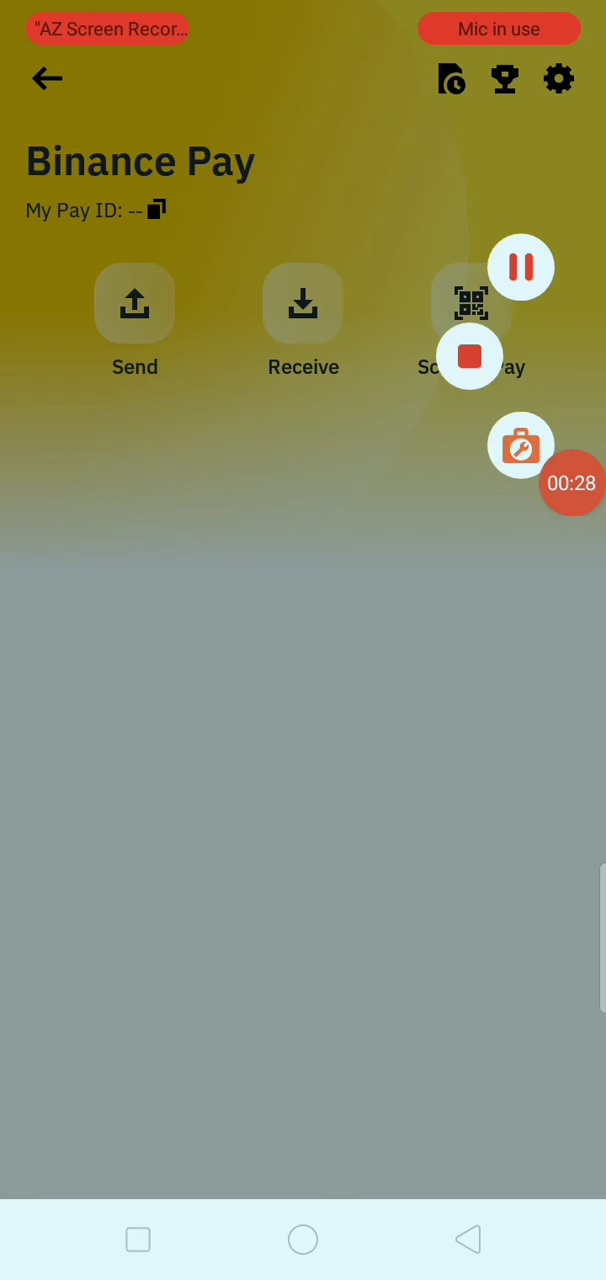 "AZ Screen Recor...
Mic in use
Binance Pay
My Pay ID: --
Send
Receive
Sc ay
00:28